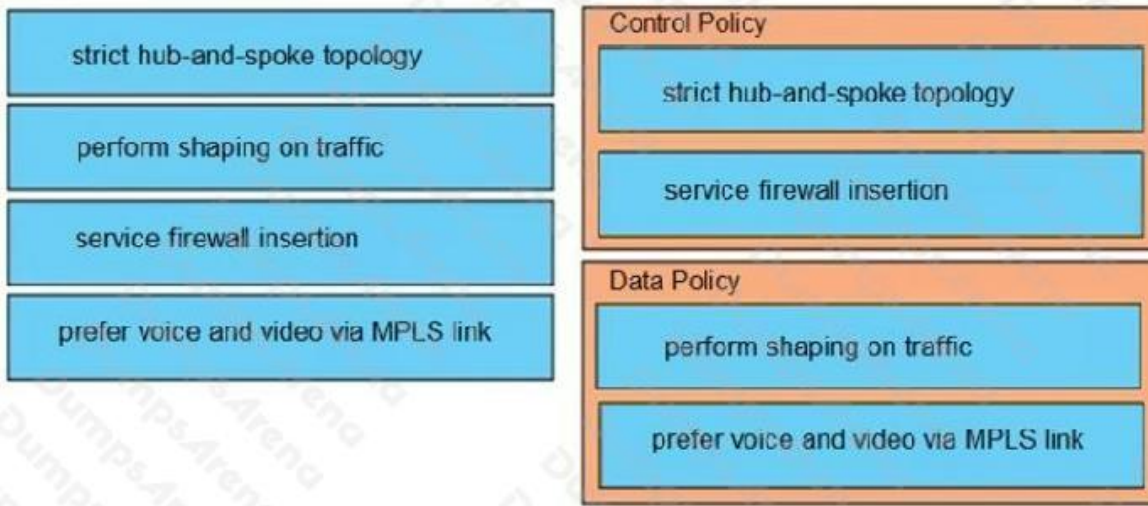 strict hub-and-spoke topology
perform shaping on traffic
service firewall insertion
prefer voice and video via MPLS link
Control Policy
strict hub-and-spoke topology
service firewall insertion
Data Policy
perform shaping on traffic
prefer voice and video via MPLS link
DumpsArena